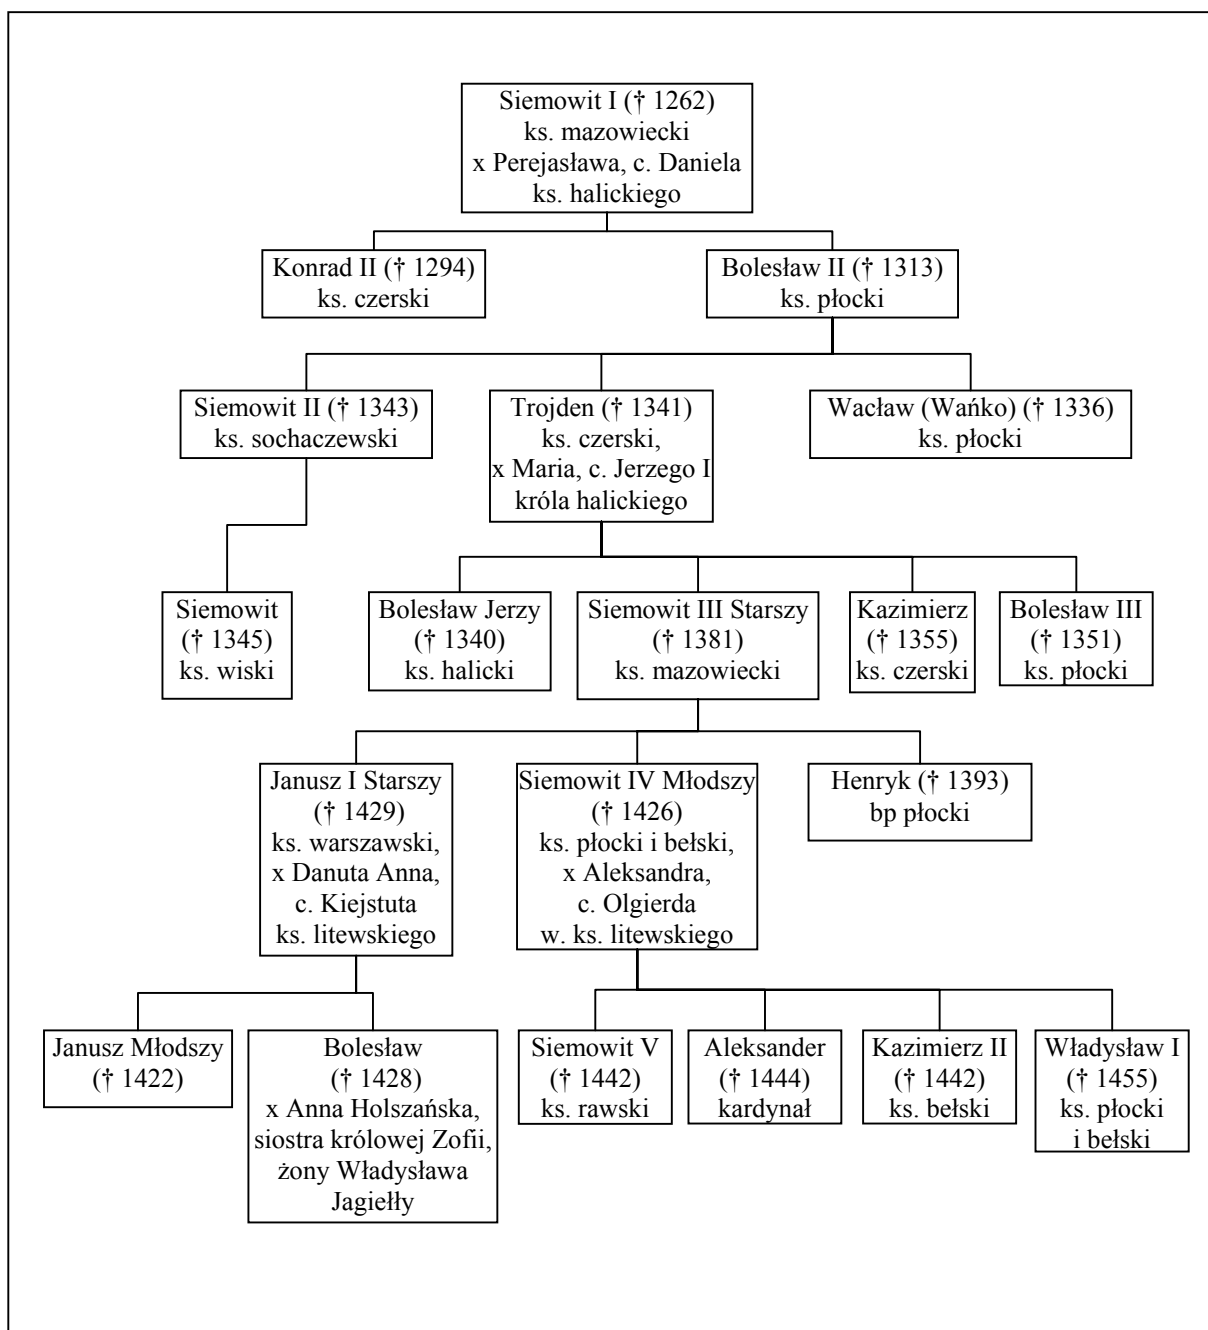 Siemowit I († 1262)
ks. mazowiecki
x Perejasława, c. Daniela
ks. halickiego
Konrad II († 1294)
ks. czerski
Bolesław II († 1313)
ks. płocki
Siemowit II († 1343)
ks. sochaczewski
Trojden († 1341)
ks. czerski,
x Maria, c. Jerzego I
króla halickiego
Wacław (Wańko) († 1336)
ks. płocki
Siemowit
(† 1345)
ks. wiski
Bolesław Jerzy
(† 1340)
ks. halicki
Siemowit III Starszy
(† 1381)
ks. mazowiecki
Kazimierz
(† 1355)
ks. czerski
Bolesław III
(† 1351)
ks. płocki
Janusz I Starszy
(† 1429)
ks. warszawski,
x Danuta Anna,
c. Kiejstuta
ks. litewskiego
Siemowit IV Młodszy
(† 1426)
ks. płocki i bełski,
x Aleksandra,
c. Olgierda
w. ks. litewskiego
Henryk († 1393)
bp płocki
Janusz Młodszy
(† 1422)
Bolesław
(† 1428)
x Anna Holszańska,
siostra królowej Zofii,
żony Władysława
Jagiełły
Siemowit V
(† 1442)
ks. rawski
Aleksander
(† 1444)
kardynał
Kazimierz II
(† 1442)
ks. bełski
Władysław I
(† 1455)
ks. płocki
i bełski